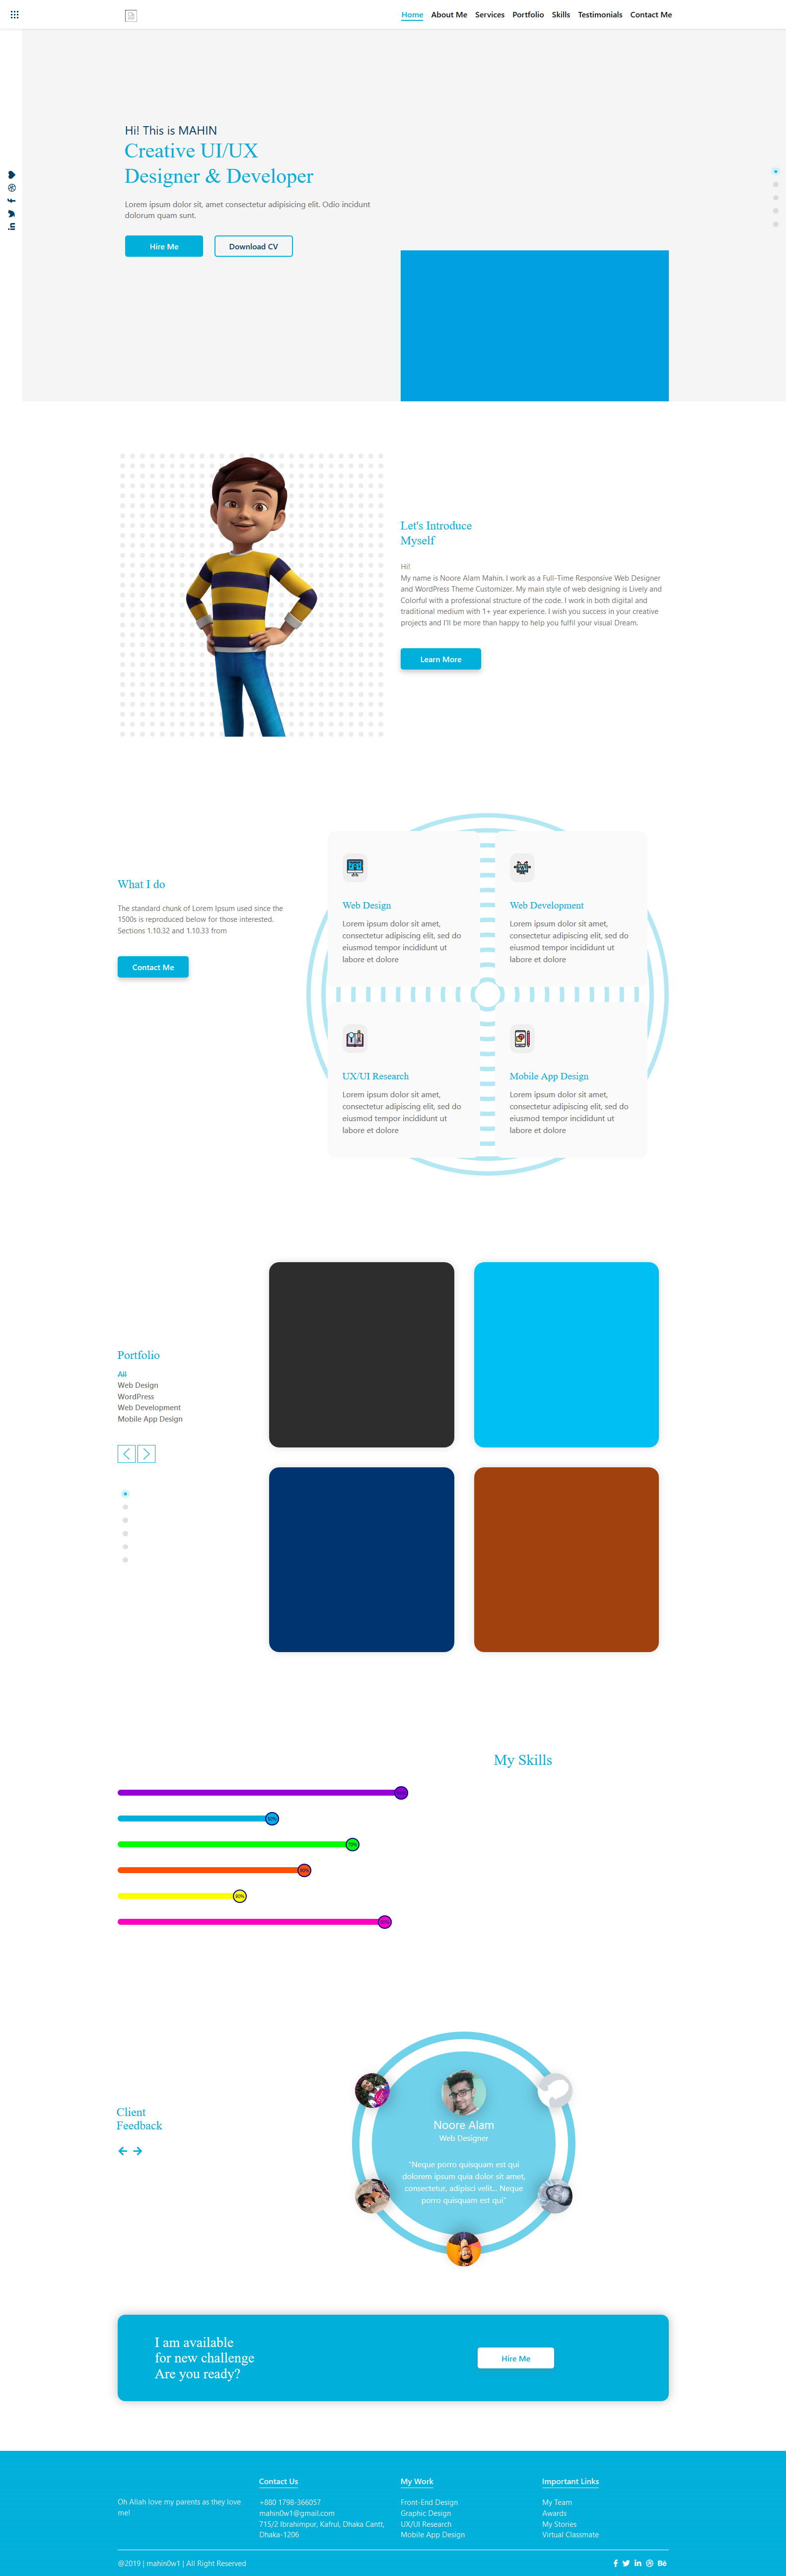 Home About Me Services Portfolio Skills Testimonials Contact Me
Hi! This is MAHIN
Creative UI/UX
Designer & Developer
Lorem ipsum dolor sit, amet consectetur adipisicing elit. Odio incidunt
dolorum quam sunt.
Hire Me Download CV
Let's Introduce
Myself
Hi!
My name is Noore Alam Mahin. I work as a Full-Time Responsive Web Designer
and WordPress Theme Customizer. My main style of web designing is Lively and
Colorful with a professional structure of the code. I work in both digital and
traditional medium with 1+ year experience. I wish you success in your creative
projects and I'll be more than happy to help you fulfil your visual Dream.
Learn More
What I do
The standard chunk of Lorem Ipsum used since the
1500s is reproduced below for those interested.
Sections 1.10.32 and 1.10.33 from
Contact Me
Web Design
Lorem ipsum dolor sit amet,
consectetur adipiscing elit, sed do
eiusmod tempor incididunt ut
labore et dolore
Web Development
Lorem ipsum dolor sit amet,
consectetur adipiscing elit, sed do
eiusmod tempor incididunt ut
labore et dolore
UX/UI Research
Lorem ipsum dolor sit amet,
consectetur adipiscing elit, sed do
eiusmod tempor incididunt ut
labore et dolore
Mobile App Design
Lorem ipsum dolor sit amet,
consectetur adipiscing elit, sed do
eiusmod tempor incididunt ut
labore et dolore
Portfolio
All
Web Design
WordPress
Web Development
Mobile App Design
My Skills
Client
Feedback
Noore Alam
Web Designer
"Neque porro quisquam est qui
dolorem ipsum quia dolor sit amet,
consectetur, adipisci velit... Neque
porro quisquam est qui"
I am available
for new challenge
Are you ready?
Hire Me
Oh Allah love my parents as they love
me!
Contact Us
+880 1798-366057
mahin0w1@gmail.com
715/2 Ibrahimpur, Kafrul, Dhaka Cantt,
Dhaka-1206
My Work
Front-End Design
Graphic Design
UX/UI Research
Mobile App Design
Important Links
My Team
Awards
My Stories
Virtual Classmate
@2019 | mahin0w1 | All Right Reserved